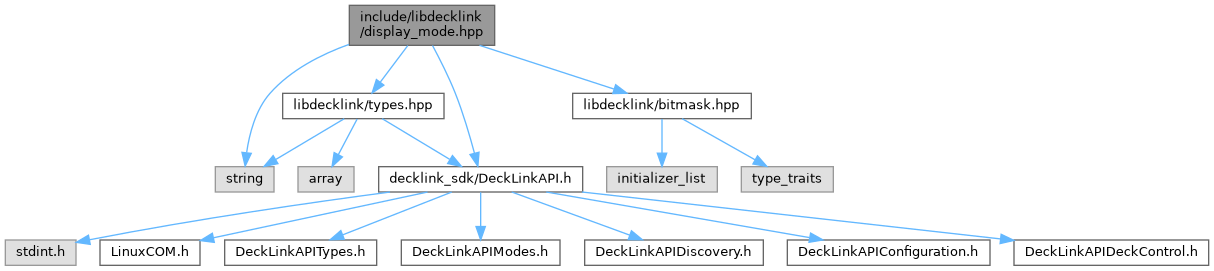 include/libdecklink
/display_mode.hpp
libdecklink/types.hpp
libdecklink/bitmask.hpp
string
array
decklink_sdk/DeckLinkAPI.h
initializer_list
type_traits
stdint.h
LinuxCOM.h
DeckLinkAPITypes.h
DeckLinkAPIModes.h
DeckLinkAPIDiscovery.h
DeckLinkAPIConfiguration.h
DeckLinkAPIDeckControl.h